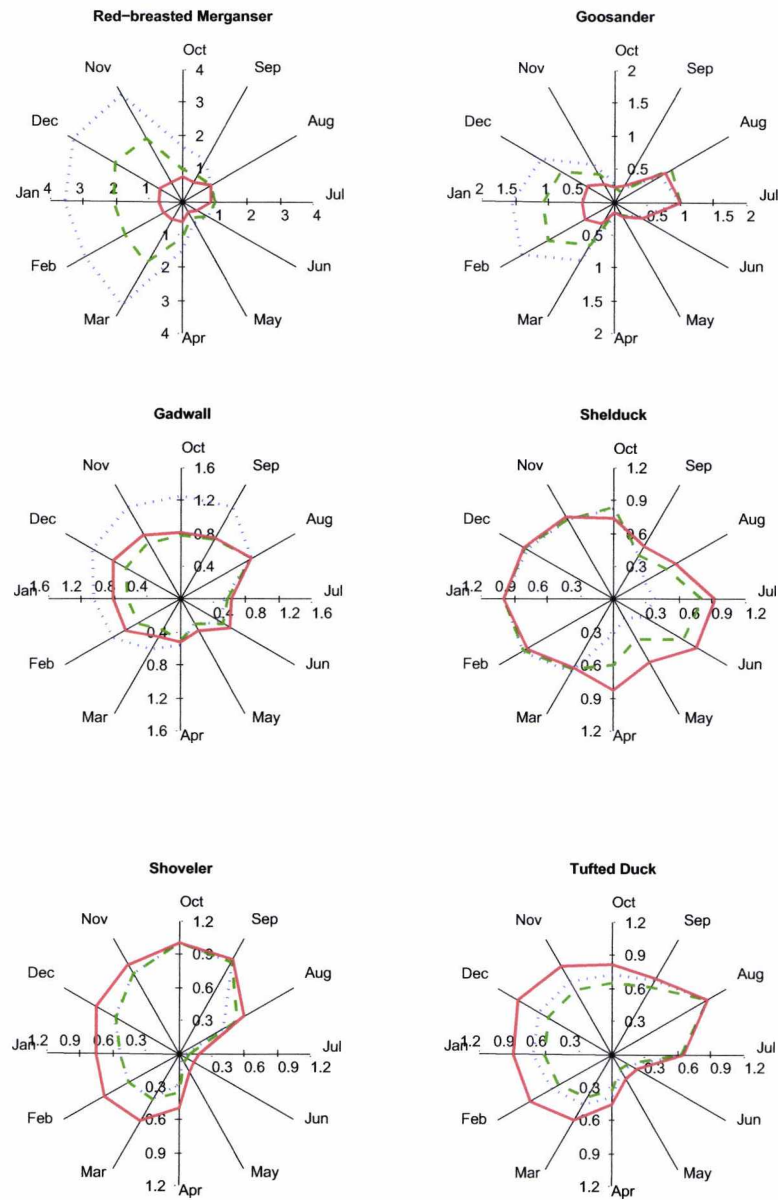 Red−breasted Merganser
Oct
Nov Sep
Dec Aug
Jan Jul
Feb Jun
Mar May
Apr
4
3
2
1
4 3 2 1 1 2 3 4
1
2
3
4
Goosander
Oct
Nov Sep
Dec Aug
Jan Jul
Feb Jun
Mar May
Apr
2
1.5
1
0.5
2 1.5 1 0.5 0.5 1 1.5 2
0.5
1
1.5
2
Gadwall
Oct
Nov Sep
Dec Aug
Jan Jul
Feb Jun
Mar May
Apr
1.6
1.2
0.8
0.4
1.6 1.2 0.8 0.4 0.4 0.8 1.2 1.6
0.4
0.8
1.2
1.6
Shelduck
Oct
Nov Sep
Dec Aug
Jan Jul
Feb Jun
Mar May
Apr
1.2
0.9
0.6
0.3
1.2 0.9 0.6 0.3 0.3 0.6 0.9 1.2
0.3
0.6
0.9
1.2
Shoveler
Oct
Nov Sep
Dec Aug
Jan Jul
Feb Jun
Mar May
Apr
1.2
0.9
0.6
0.3
1.2 0.9 0.6 0.3 0.3 0.6 0.9 1.2
0.3
0.6
0.9
1.2
Tufted Duck
Oct
Nov Sep
Dec Aug
Jan Jul
Feb Jun
Mar May
Apr
1.2
0.9
0.6
0.3
1.2 0.9 0.6 0.3 0.3 0.6 0.9 1.2
0.3
0.6
0.9
1.2